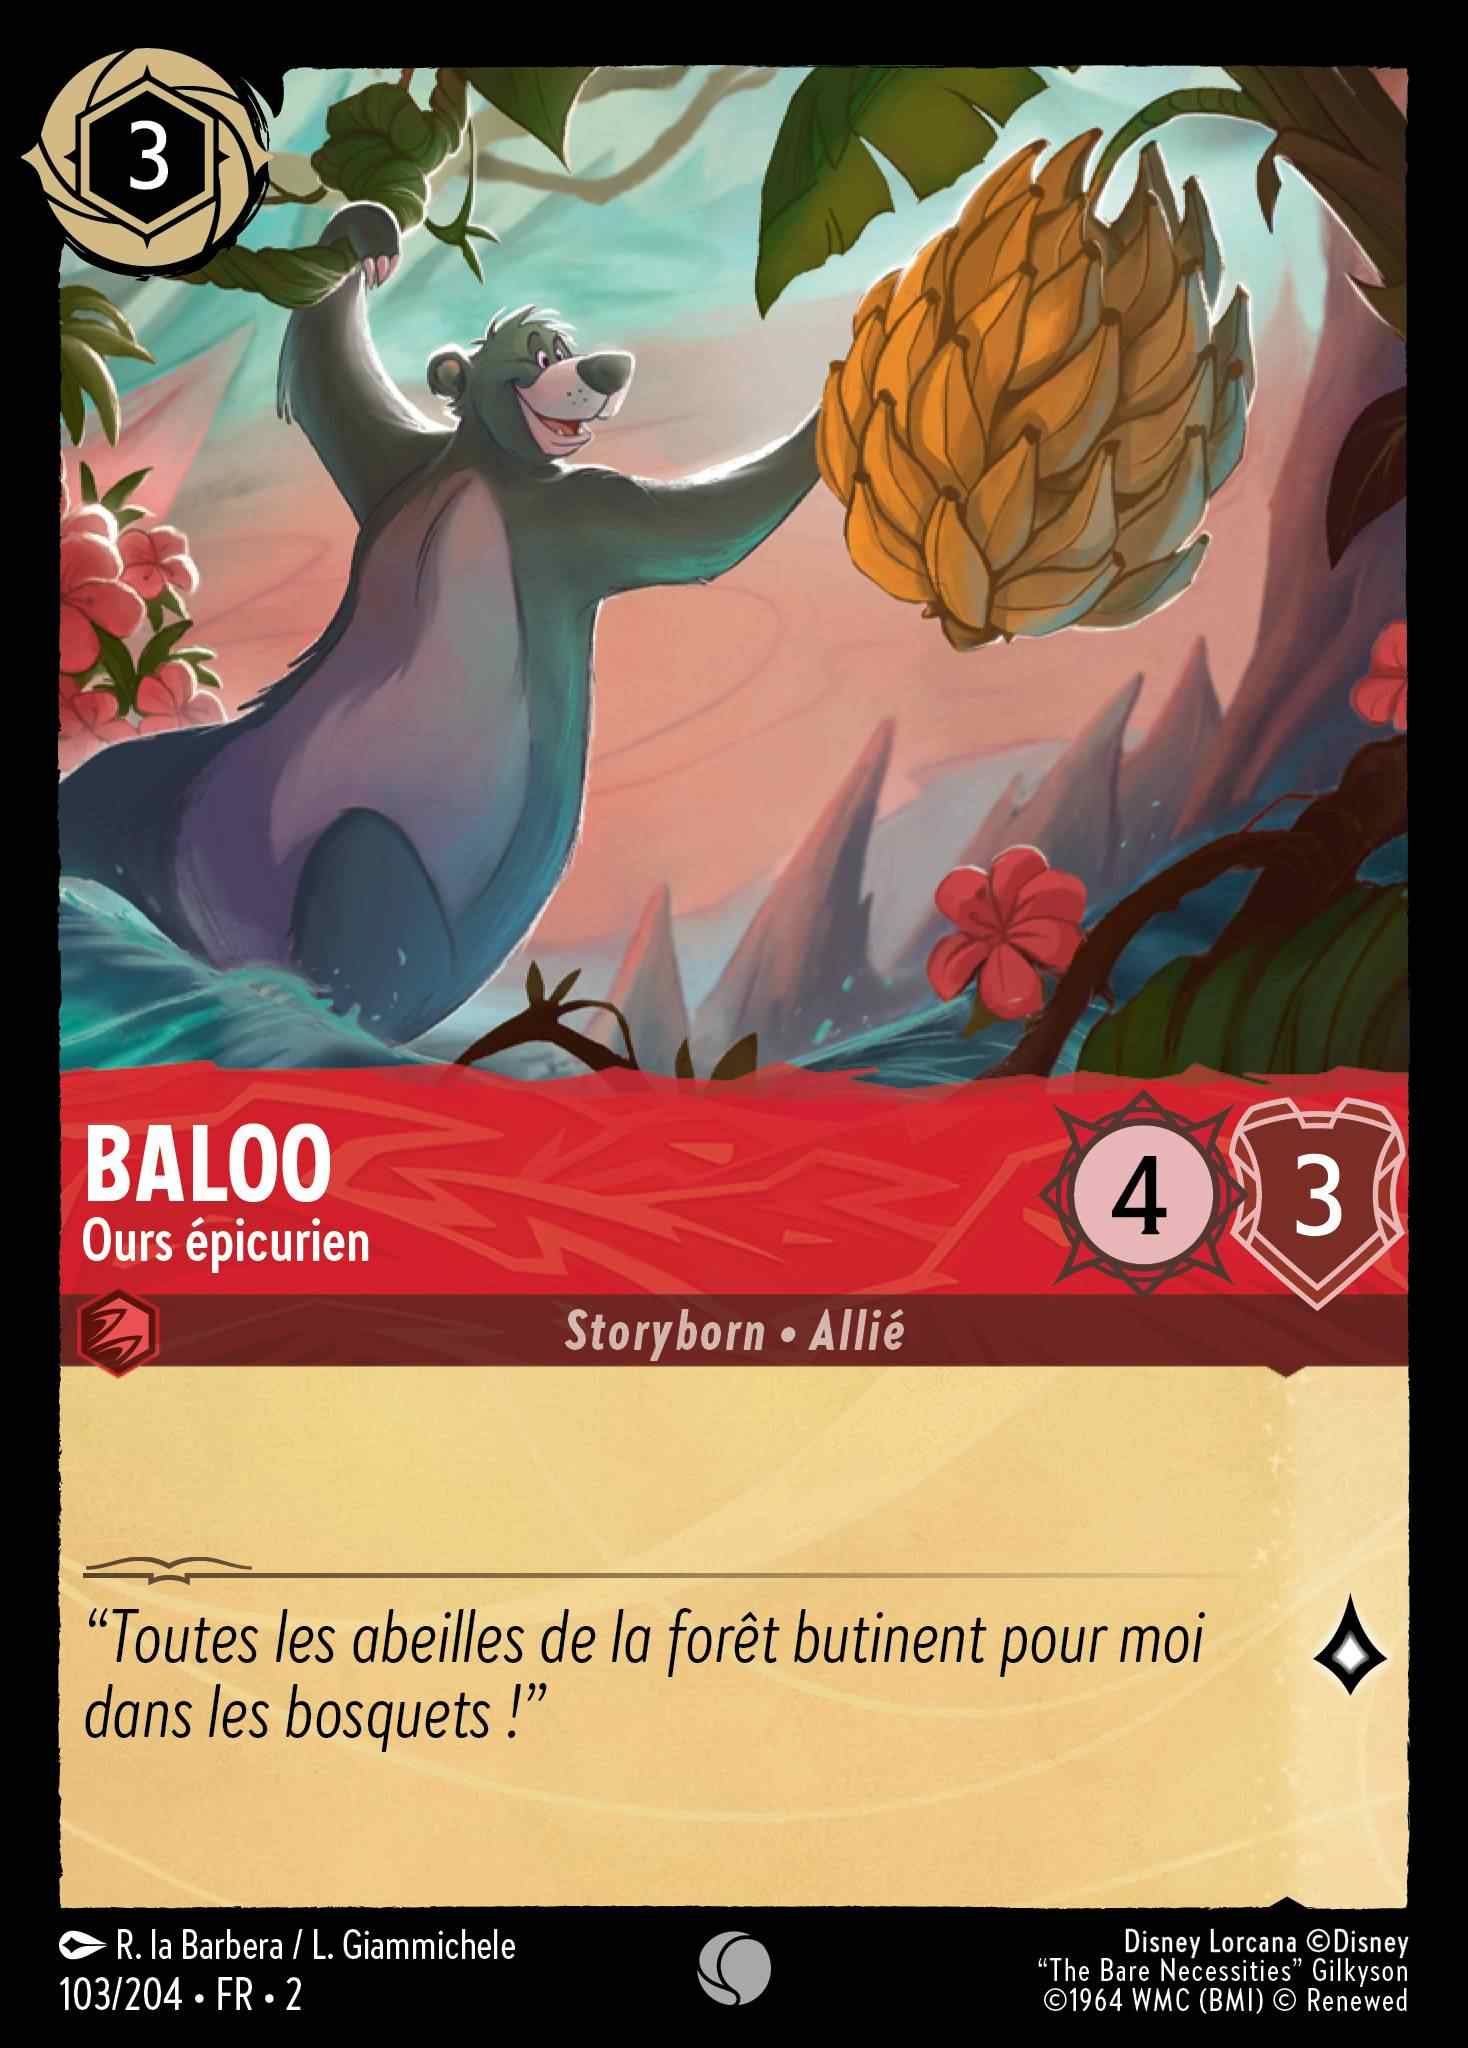 3
BALOO
Ours épicurien
4
3
Storyborn • Allié
“Toutes les abeilles de la forêt butinent pour moi
dans les bosquets !”
R. la Barbera / L. Giammichele
103/204 • FR • 2
Disney Lorcana ©Disney
“The Bare Necessities” Gilkyson
©1964 WMC (BMI) © Renewed